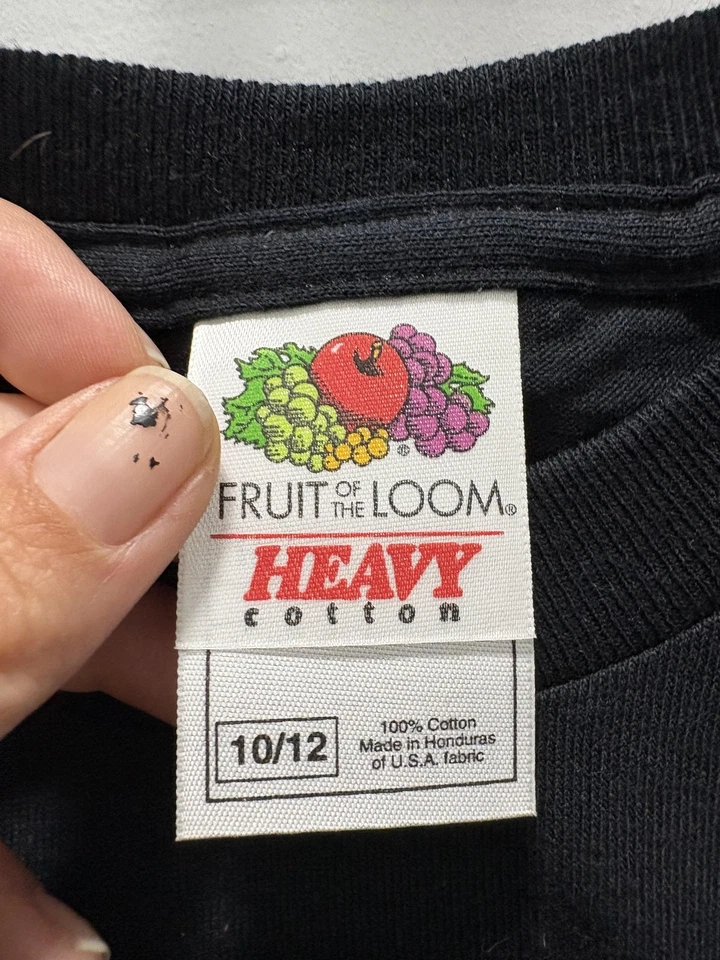 ®
FRUIT OF THE LOOM®
HEAVY
cotton
10/12
100% Cotton
Made in Honduras
of U.S.A. fabric